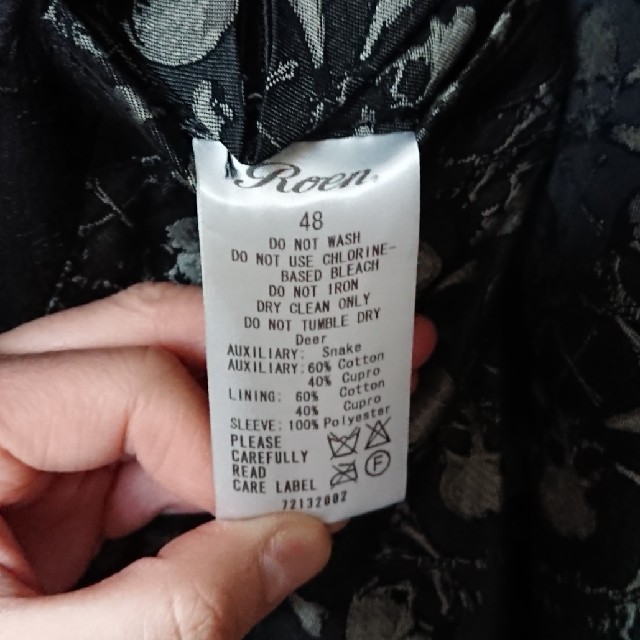 Roen.
48
DO NOT WASH
DO NOT USE CHLORINE-
BASED BLEACH
DO NOT IRON
DRY CLEAN ONLY
DO NOT TUMBLE DRY
Deer
AUXILIARY: Snake
AUXILIARY:60% Cotton
40% Cupro
LINING: 60% Cotton
40% Cupro
SLEEVE:100% Polyester
PLEASE
CAREFULLY
READ
CARE LABEL
F
72132802